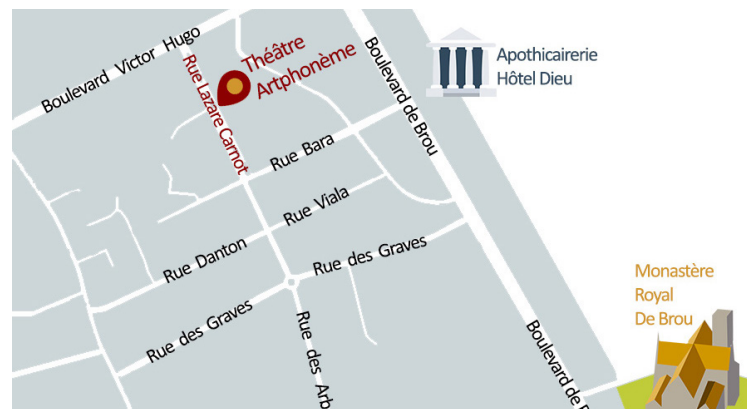 Boulevard Victor Hugo
Théâtre
Artphonème
Rue Lazare Carnot
Boulevard de Brou
Apothicairerie
Hôtel Dieu
Rue Bara
Rue Viala
Rue Danton
Rue des Graves
Rue des Graves
Rue des Arb
Boulevard de
Monastère
Royal
De Brou